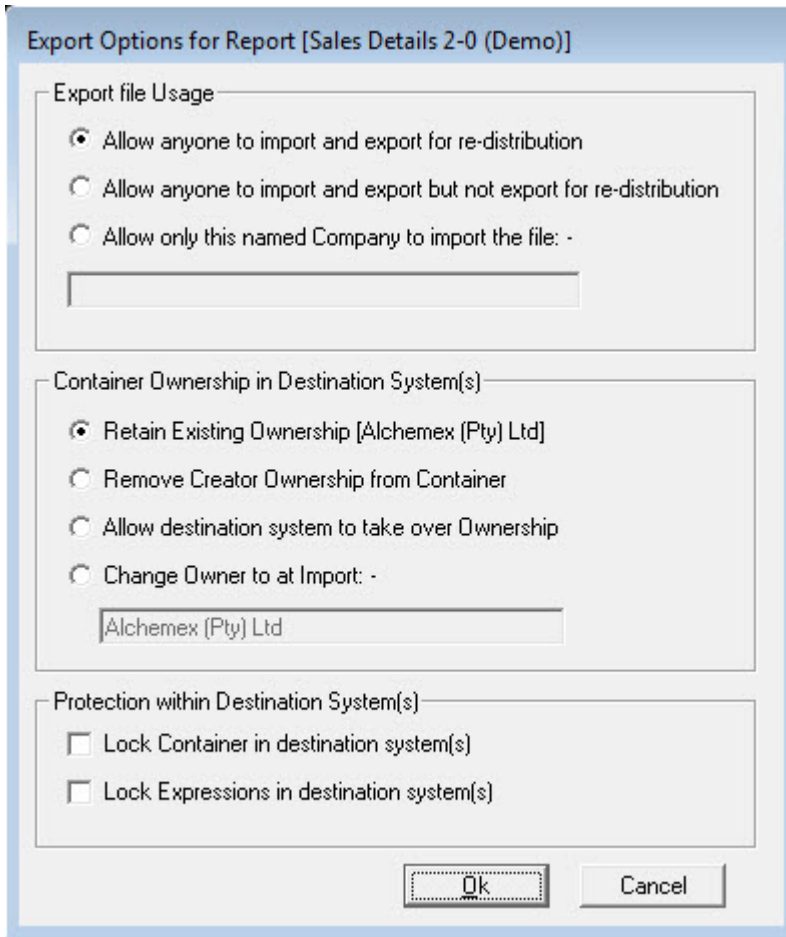 Export Options for Report [Sales Details 2-0 (Demo)]
Export file Usage
Allow anyone to import and export for re-distribution
Allow anyone to import and export but not export for re-distribution
Allow only this named Company to import the file: -
Container Ownership in Destination System(s)
Retain Existing Ownership [Alchemex (Pty) Ltd]
Remove Creator Ownership from Container
Allow destination system to take over Ownership
Change Owner to at Import: -
Alchemex (Pty) Ltd
Protection within Destination System(s)
Lock Container in destination system(s)
Lock Expressions in destination system(s)
Ok Cancel